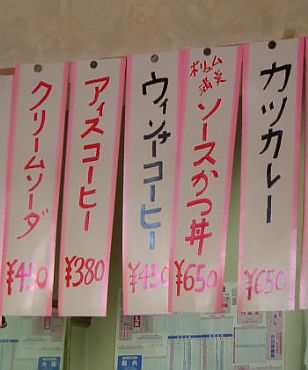 カツカレー
¥650
ボリューム
満点
ソースかつ丼
¥650
ウィンナーコーヒー
¥450
アイスコーヒー
¥380
クリームソーダ
¥450